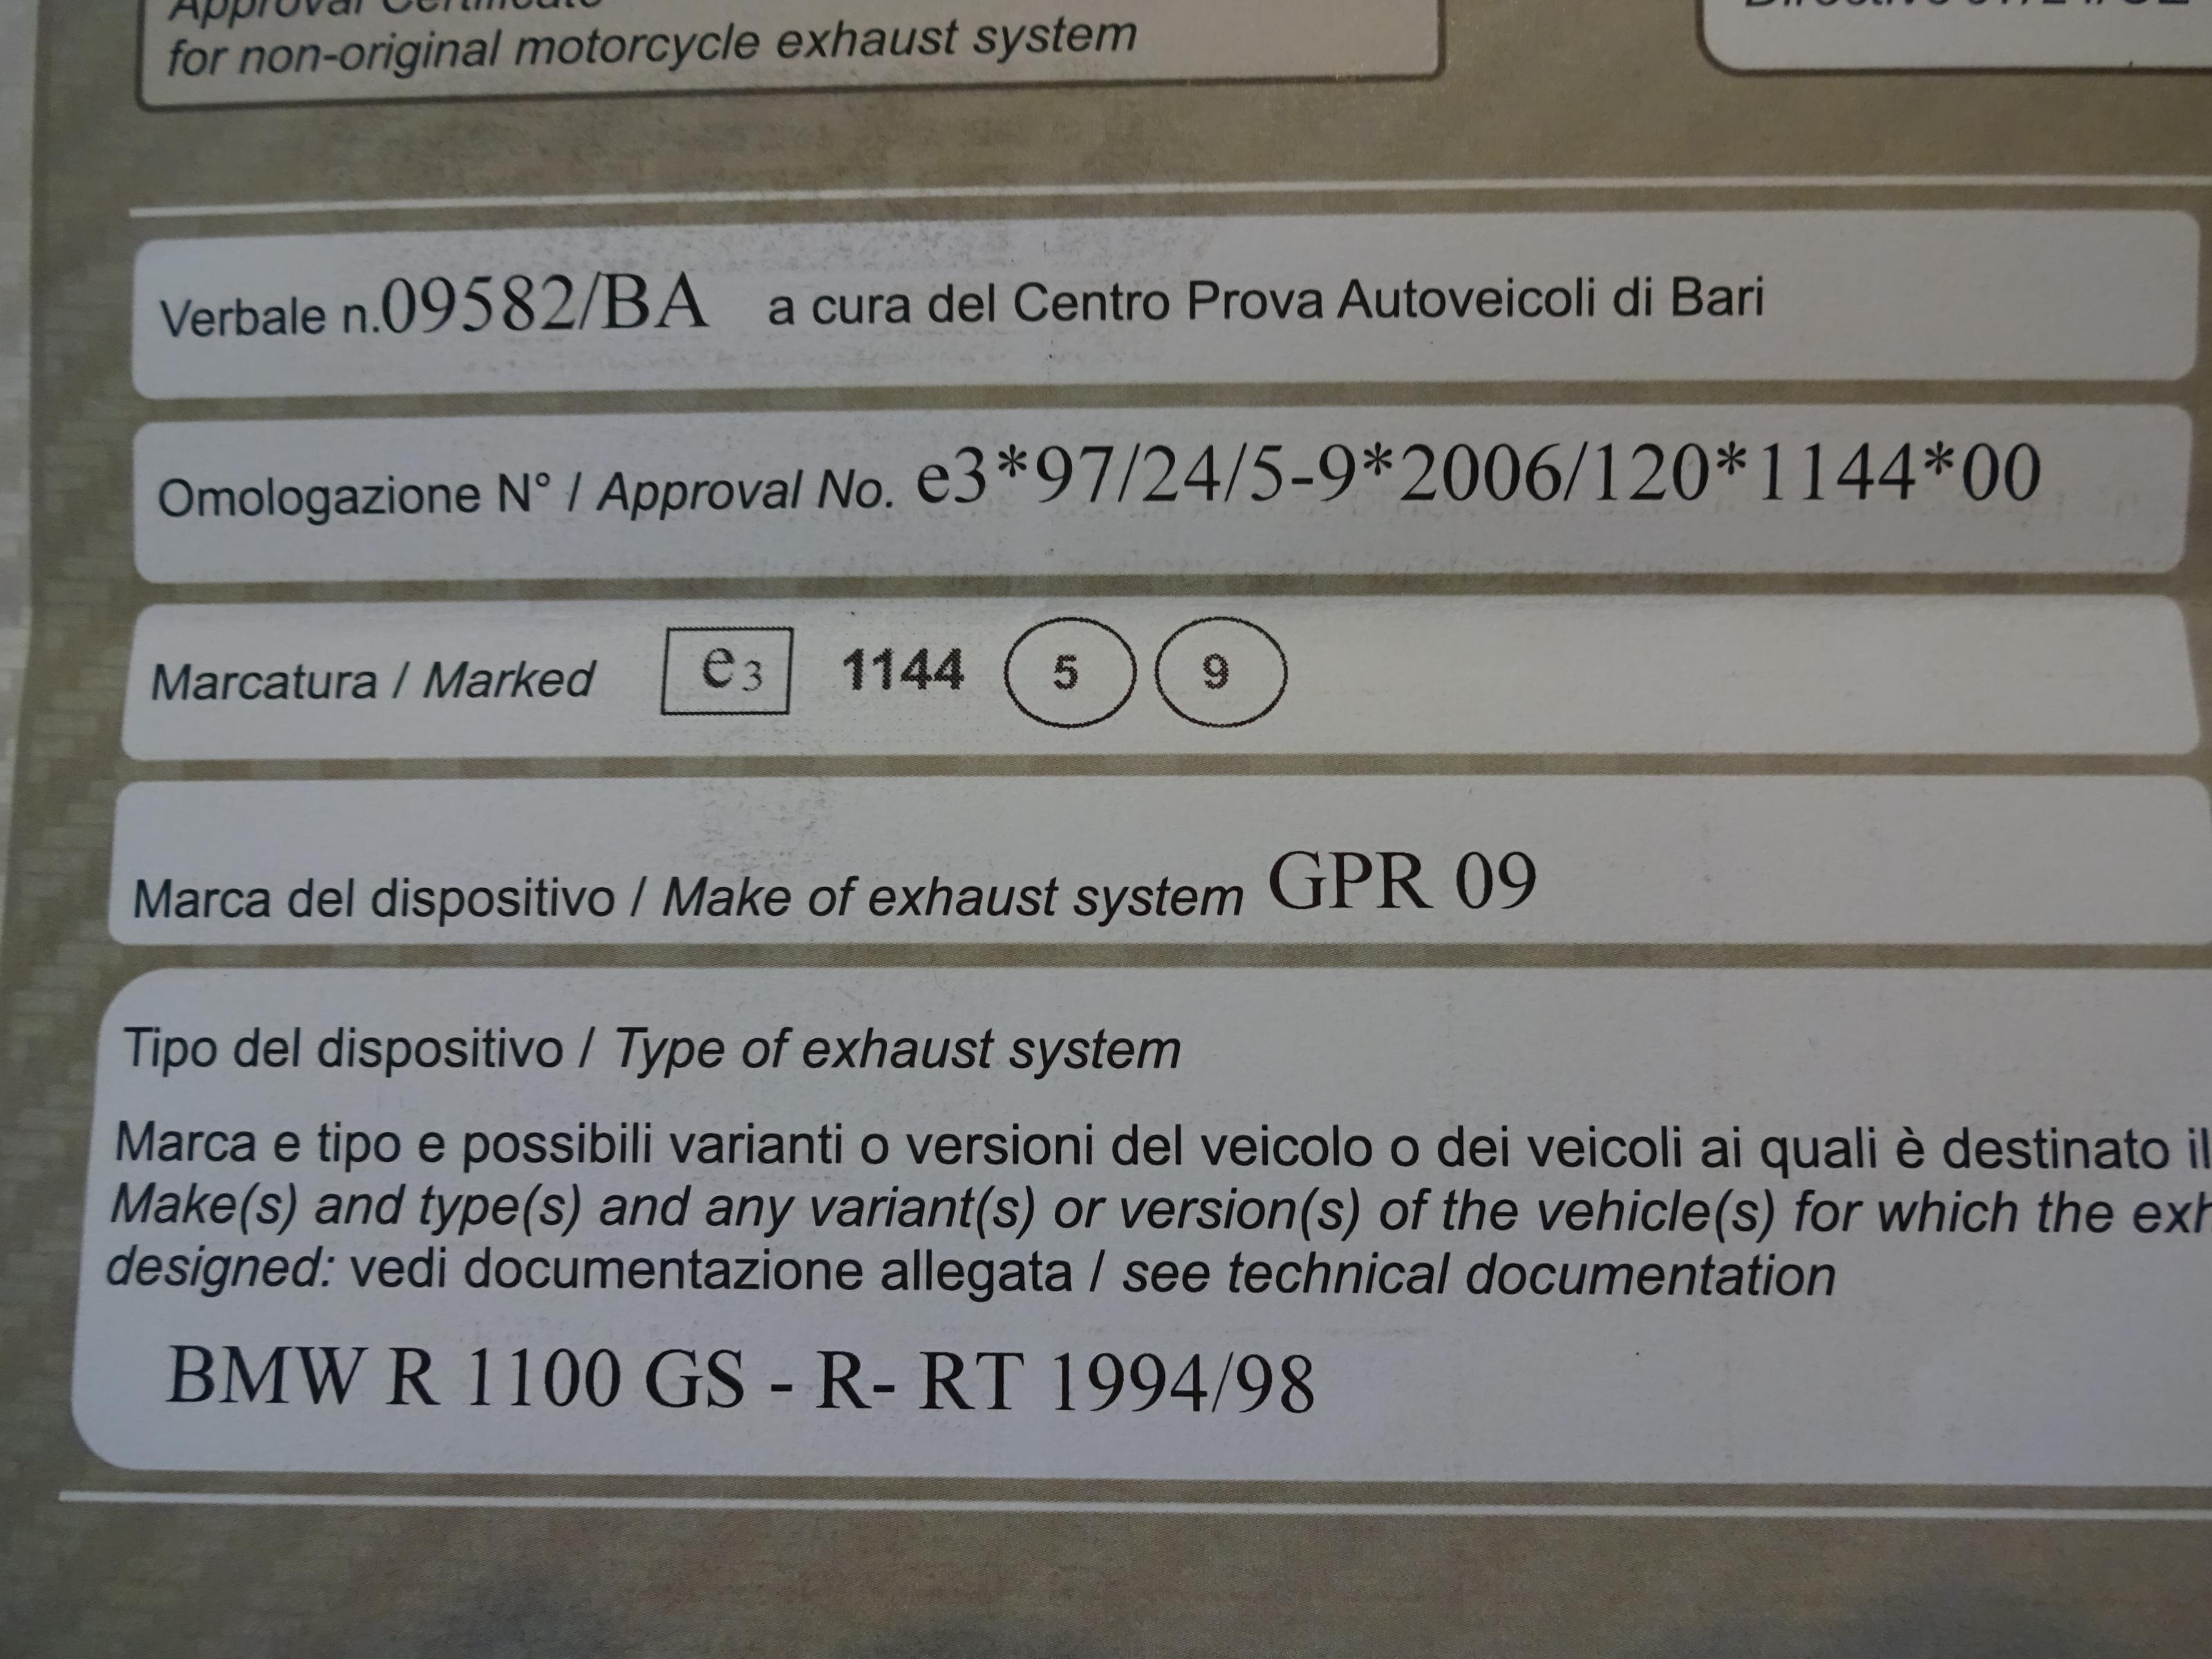 Approval Certificate
for non-original motorcycle exhaust system
Verbale n.09582/BA a cura del Centro Prova Autoveicoli di Bari
Omologazione N° / Approval No. e3*97/24/5-9*2006/120*1144*00
Marcatura / Marked e3 1144 5 9
Marca del dispositivo / Make of exhaust system GPR 09
Tipo del dispositivo / Type of exhaust system
Marca e tipo e possibili varianti o versioni del veicolo o dei veicoli ai quali è destinato il
Make(s) and type(s) and any variant(s) or version(s) of the vehicle(s) for which the exh
designed: vedi documentazione allegata / see technical documentation
BMW R 1100 GS - R- RT 1994/98